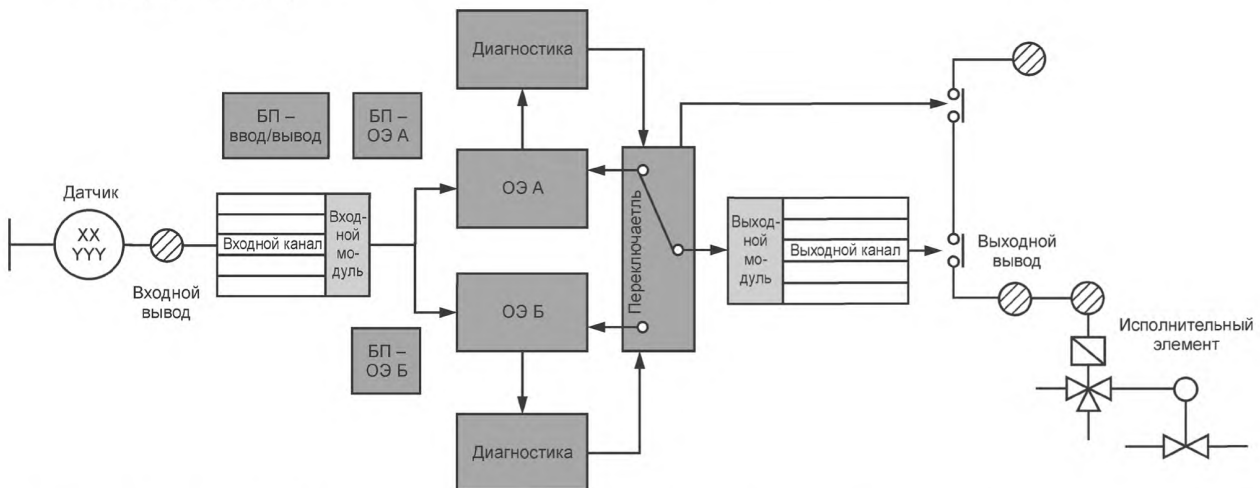 Диагностика
БП –
ввод/вывод
БП –
ОЭ А
ОЭ А
Датчик
XX
YYY
Входной канал
Вход-
ной
мо-
дуль
Входной
вывод
Переключаетль
Выход-
ной
мо-
дуль
Выходной канал
Выходной
вывод
ОЭ Б
БП –
ОЭ Б
Исполнительный
элемент
Диагностика